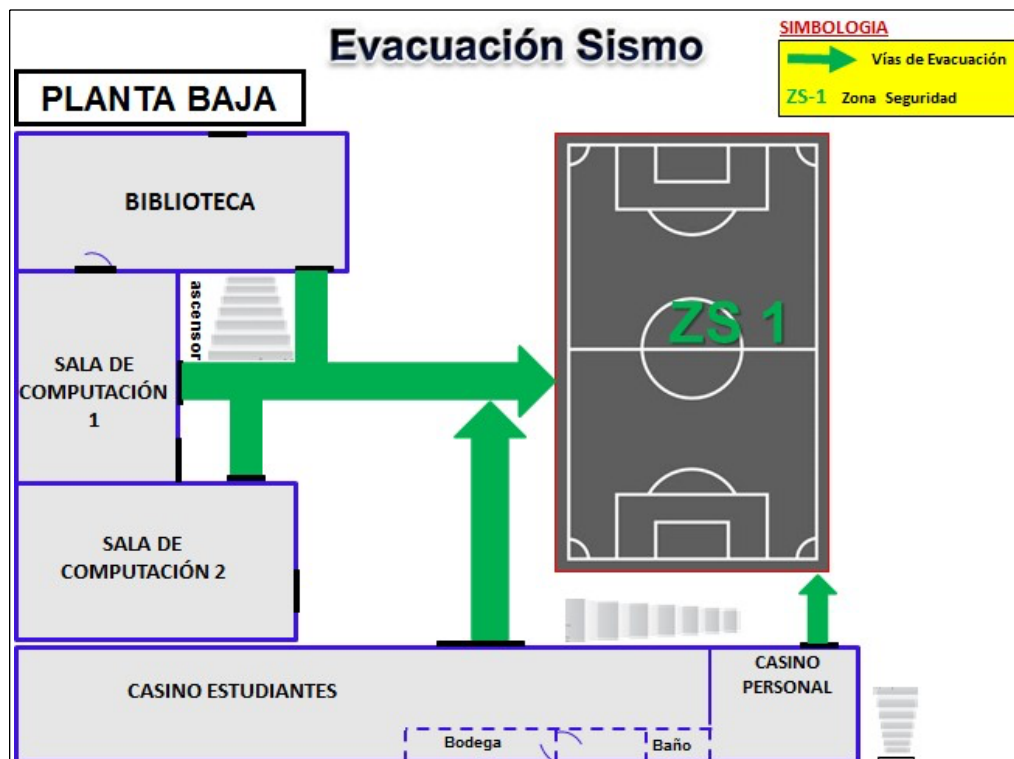 Evacuación Sismo
SIMBOLOGIA
Vías de Evacuación
ZS-1 Zona Seguridad
PLANTA BAJA
BIBLIOTECA
ascensor
SALA DE
COMPUTACIÓN
1
ZS 1
SALA DE
COMPUTACIÓN 2
CASINO ESTUDIANTES
CASINO
PERSONAL
Bodega
Baño